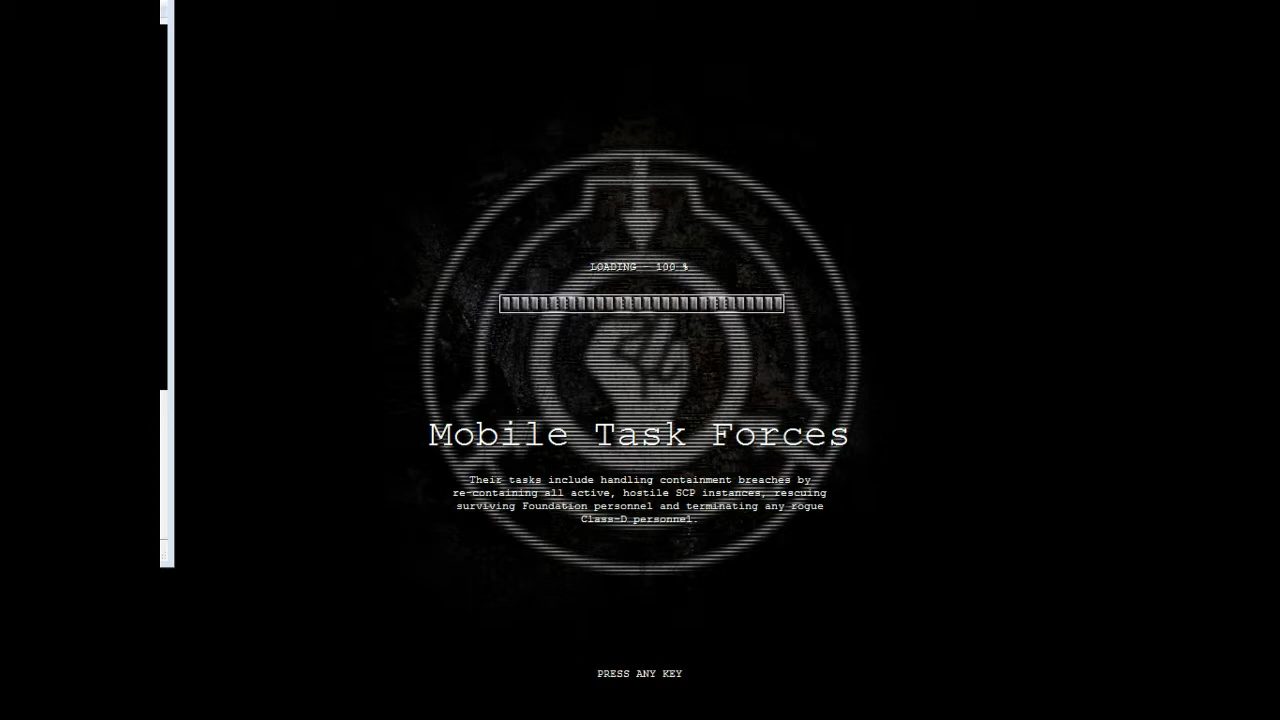 LOADING - 100 %
Mobile Task Forces
Their tasks include handling containment breaches by
re-containing all active, hostile SCP instances, rescuing
surviving Foundation personnel and terminating any rogue
Class-D personnel.
PRESS ANY KEY